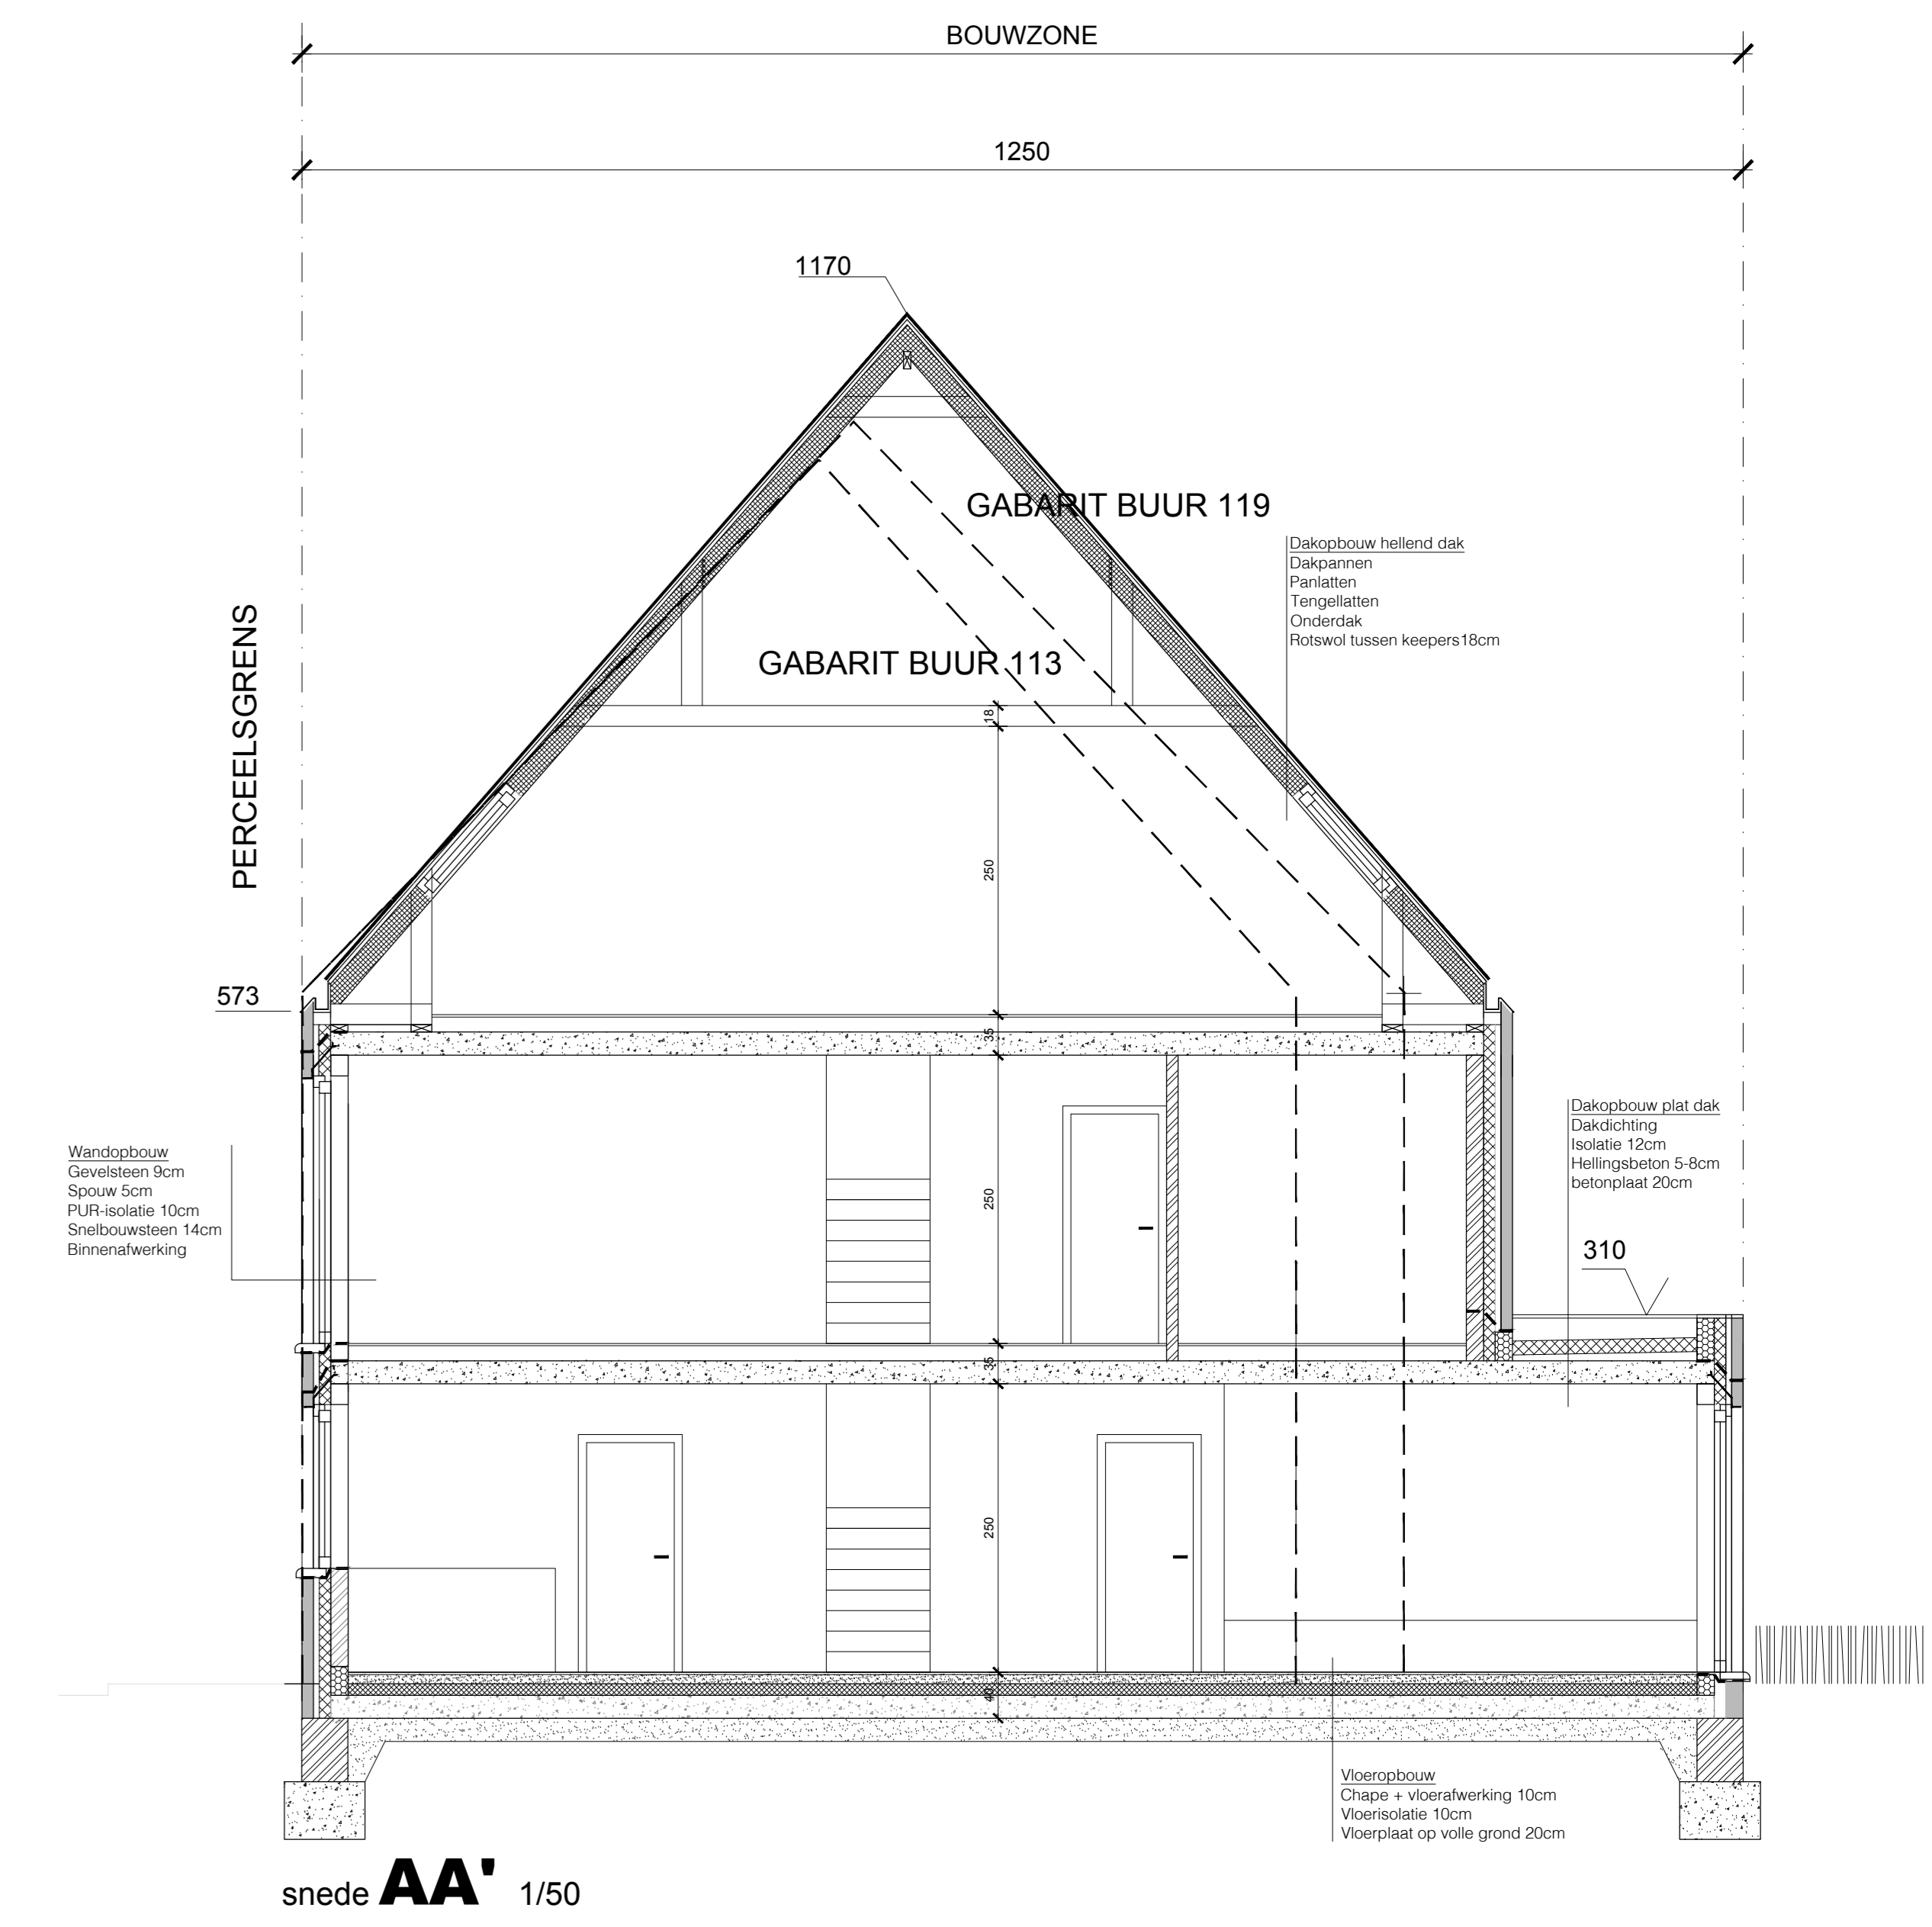 BOUWZONE
1250
1170
GABARIT BUUR 119
Dakopbouw hellend dak
Dakpannen
Panlatten
Tengellatten
Onderdak
Rotswol tussen keepers18cm
PERCEELSGRENS
GABARIT BUUR 113
18
250
573
35
Wandopbouw
Gevelsteen 9cm
Spouw 5cm
PUR-isolatie 10cm
Snelbouwsteen 14cm
Binnenafwerking
250
Dakopbouw plat dak
Dakdichting
Isolatie 12cm
Hellingsbeton 5-8cm
betonplaat 20cm
310
35
250
40
Vloeropbouw
Chape + vloerafwerking 10cm
Vloerisolatie 10cm
Vloerplaat op volle grond 20cm
snede AA' 1/50